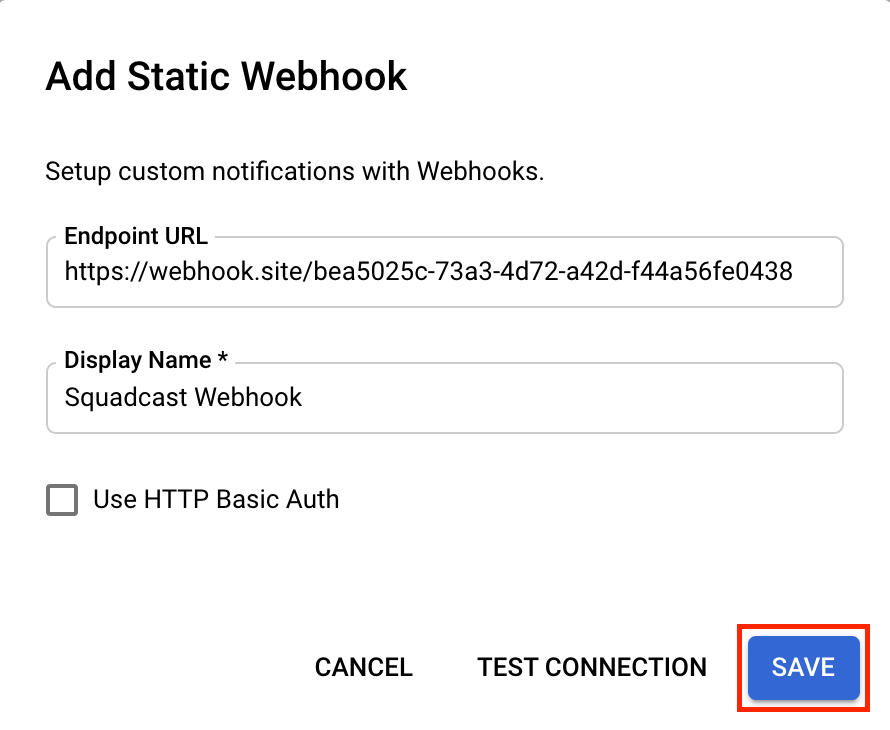 Add Static Webhook
Setup custom notifications with Webhooks.
Endpoint URL
https://webhook.site/bea5025c-73a3-4d72-a42d-f44a56fe0438
Display Name *
Squadcast Webhook
Use HTTP Basic Auth
CANCEL TEST CONNECTION SAVE